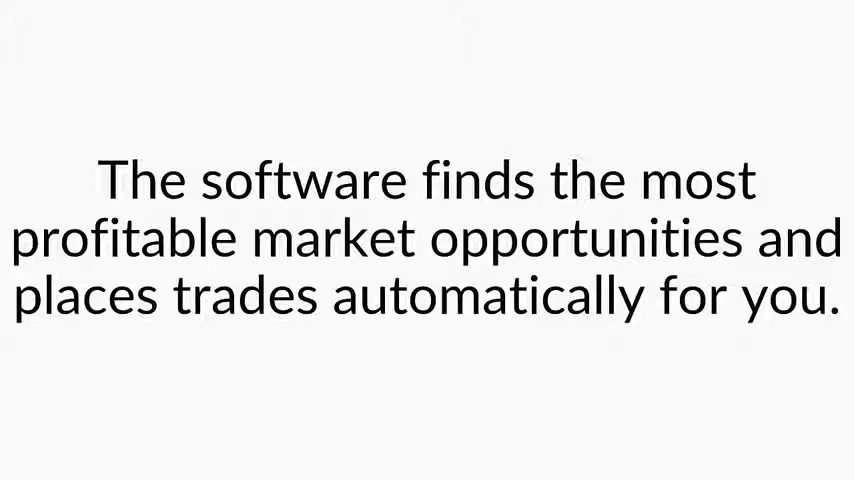 The software finds the most
profitable market opportunities and
places trades automatically for you.